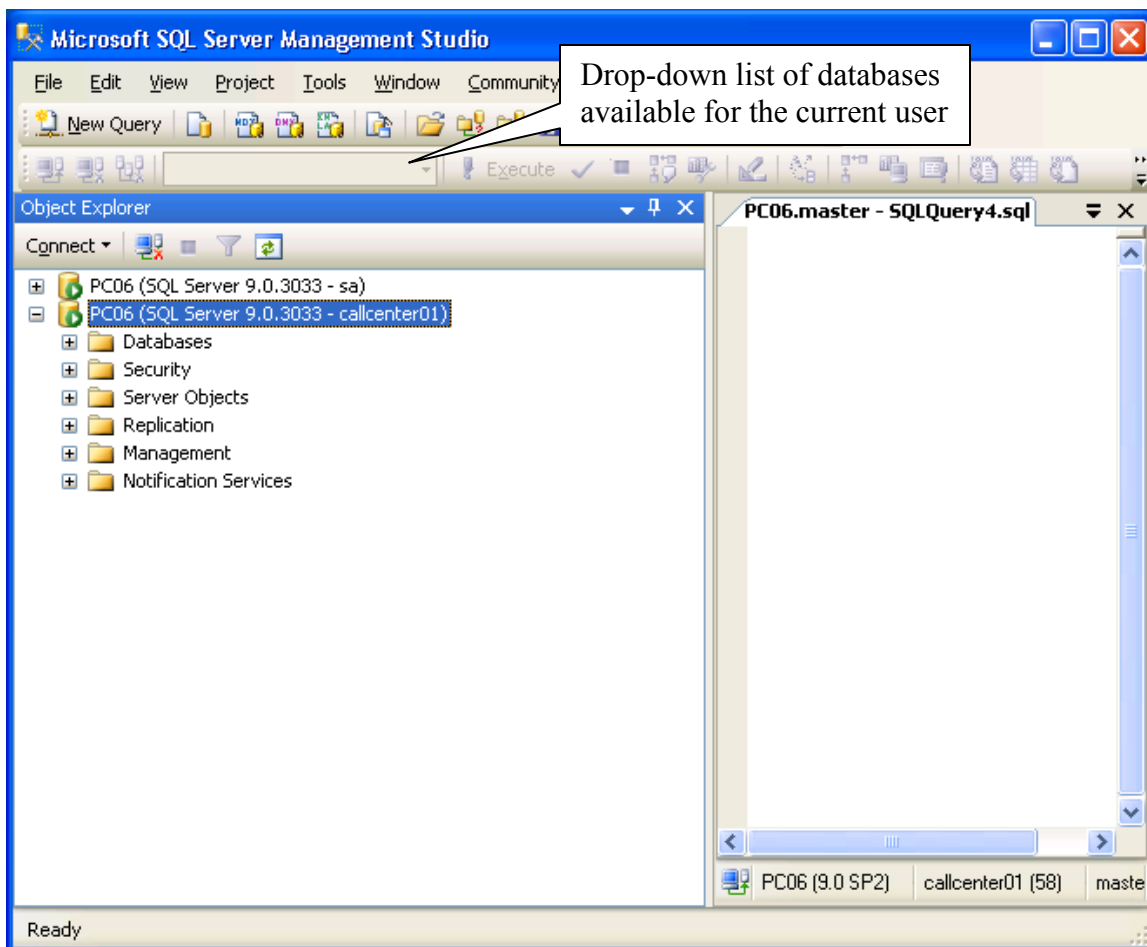 Microsoft SQL Server Management Studio
File Edit View Project Tools Window Community
Drop-down list of databases
available for the current user
New Query
Execute
Object Explorer
PC06.master - SQLQuery4.sql
Connect
PC06 (SQL Server 9.0.3033 - sa)
PC06 (SQL Server 9.0.3033 - callcenter01)
Databases
Security
Server Objects
Replication
Management
Notification Services
PC06 (9.0 SP2) callcenter01 (58) maste
Ready